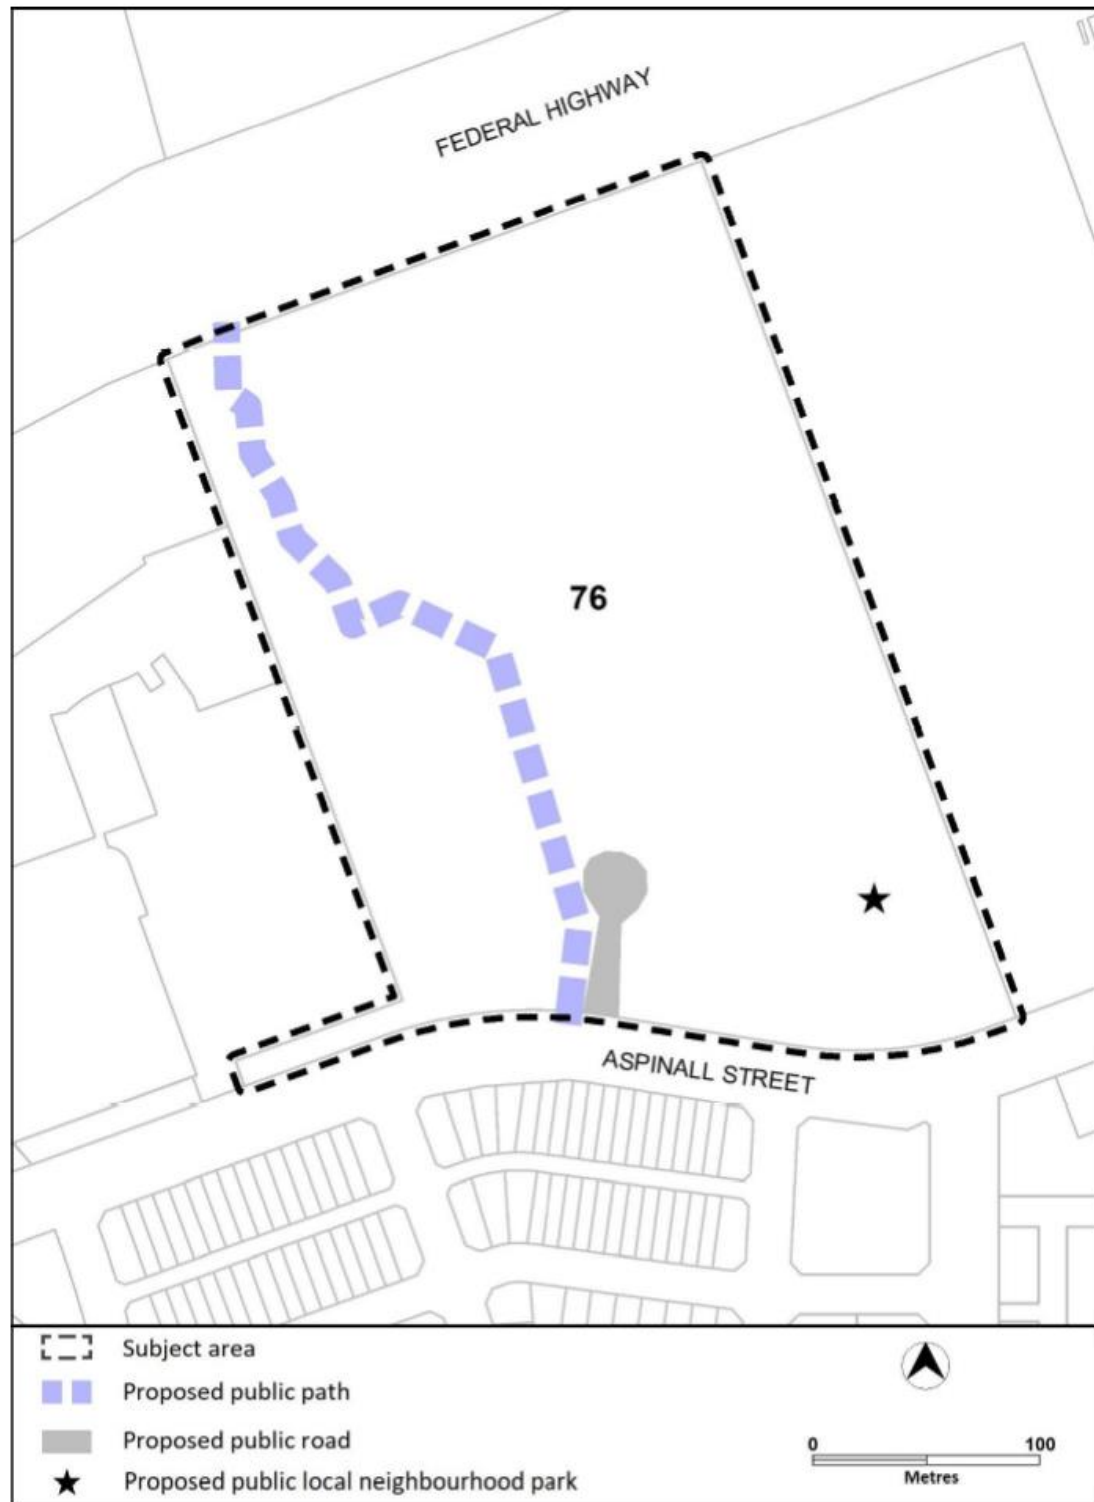 FEDERAL HIGHWAY
76
ASPINALL STREET
Subject area
Proposed public path
Proposed public road
Proposed public local neighbourhood park
0 100
Metres